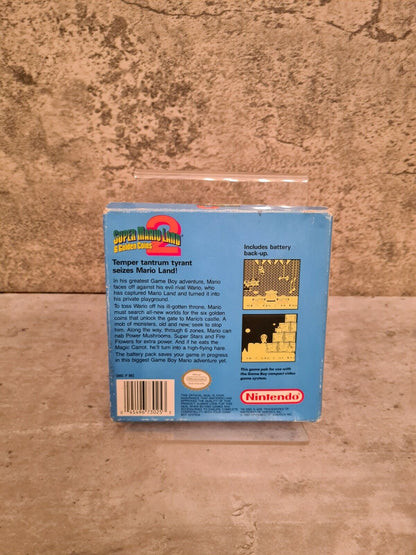 SUPER MARIO LAND 2
6 Golden Coins
Temper tantrum tyrant
seizes Mario Land!
In his greatest Game Boy adventure, Mario
faces off against his evil rival Wario, who
has captured Mario Land and turned it into
his private playground.
To toss Wario off his ill-gotten throne, Mario
must search all-new worlds for the six golden
coins that unlock the gate to Mario's castle. A
mob of monsters, old and new, seek to stop
him. Along the way, through 6 zones, Mario can
nab Power Mushrooms, Super Stars and Fire
Flowers for extra power. And if he eats the
Magic Carrot, he'll turn into a high-flying hare.
The battery pack saves your game in progress
in this biggest Game Boy Mario adventure yet.
Includes battery
back-up.
This game pak for use with
the Game Boy compact video
game system.
Nintendo